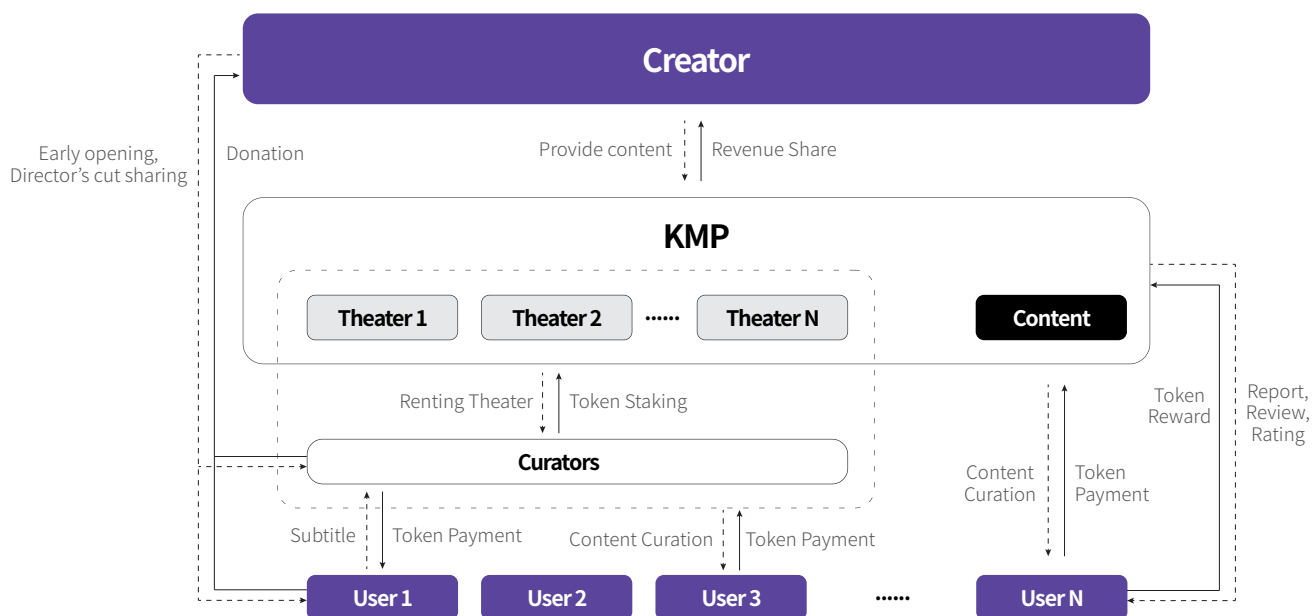 Creator
Early opening,
Director's cut sharing
Donation
Provide content
Revenue Share
KMP
Theater 1
Theater 2
······
Theater N
Content
Renting Theater
Token Staking
Token
Reward
Report,
Review,
Rating
Curators
Content
Curation
Token
Payment
Subtitle
Token Payment
Content Curation
Token Payment
User 1
User 2
User 3
······
User N